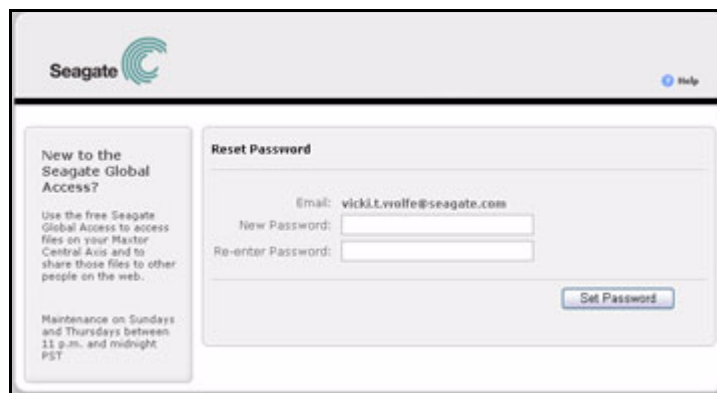 Seagate
Help
New to the
Seagate Global
Access?
Use the free Seagate
Global Access to access
files on your Maxtor
Central Axis and to
share those files to other
people on the web.
Maintenance on Sundays
and Thursdays between
11 p.m. and midnight
PST
Reset Password
Email: vicki.t.wolfe@seagate.com
New Password:
Re-enter Password:
Set Password